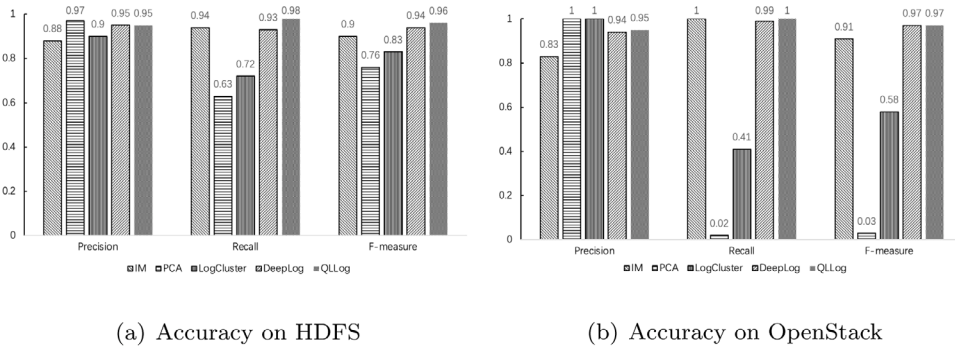 1
0.8
0.6
0.4
0.2
0
0.88 0.97 0.9 0.95 0.95
0.94 0.63 0.72 0.93 0.98
0.9 0.76 0.83 0.94 0.96
Precision Recall F-measure
IM PCA LogCluster DeepLog QLLog
(a) Accuracy on HDFS
1
0.8
0.6
0.4
0.2
0
0.83 1 1 0.94 0.95
1 0.02 0.41 0.99 1
0.91 0.03 0.58 0.97 0.97
Precision Recall F-measure
IM PCA LogCluster DeepLog QLLog
(b) Accuracy on OpenStack